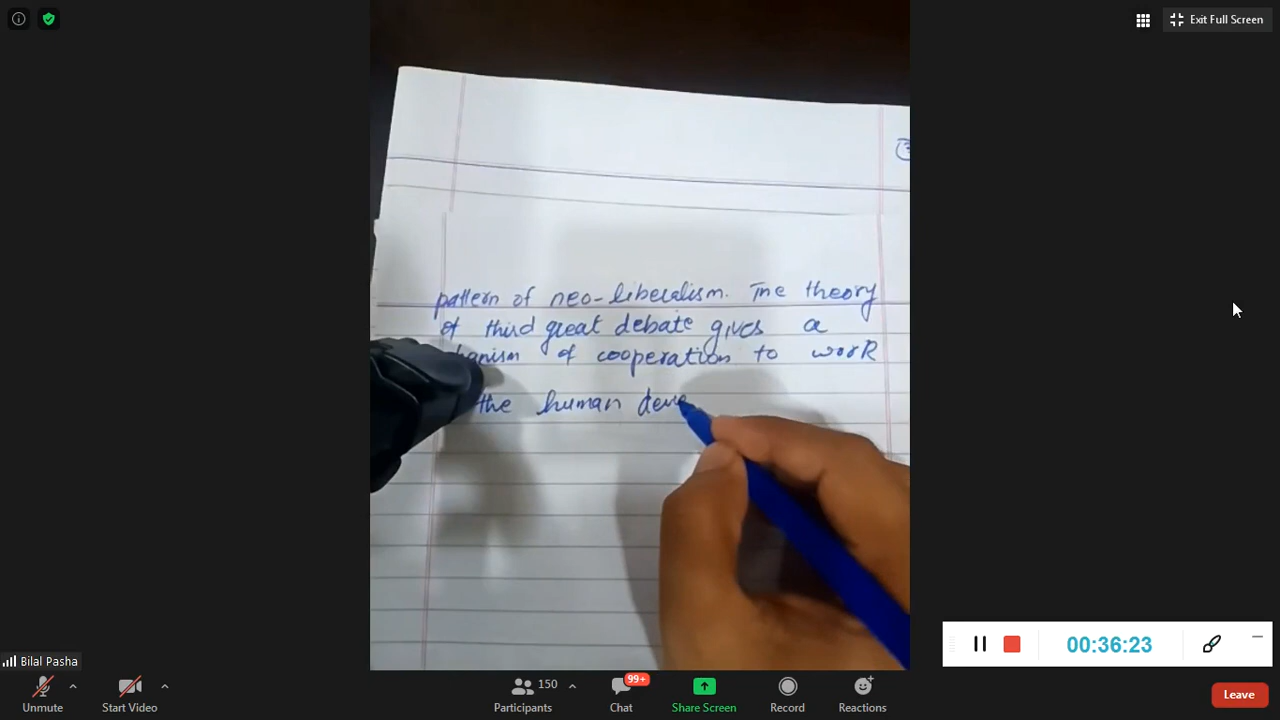 Exit Full Screen
pattern of neo-liberalism. The theory
of third great debate gives a
of cooperation to work
the human deve
Bilal Pasha
00:36:23
Unmute
Start Video
150
Participants
99+
Chat
Share Screen
Record
Reactions
Leave